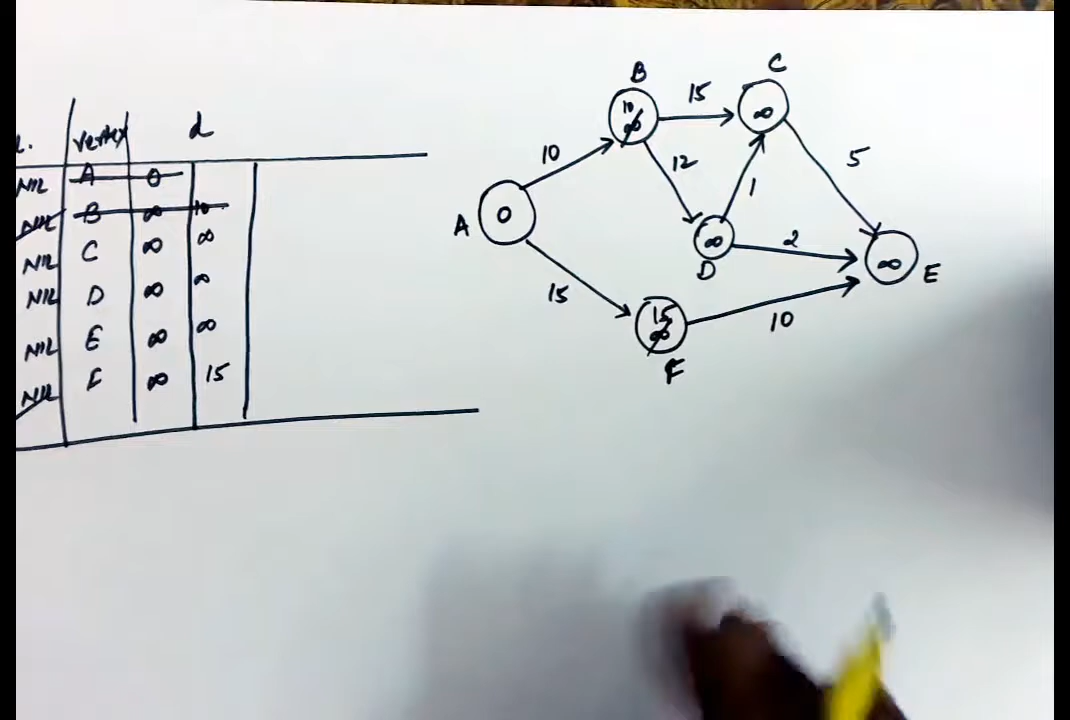 vertex d
NIL A 0
NIL B ∞ 10
NIL C ∞ ∞
NIL D ∞ ∞
NIL E ∞ ∞
NIL F ∞ 15
B
C
10
∞
15
∞
10
12
5
A
0
1
∞
D
2
∞
E
15
15
∞
10
F